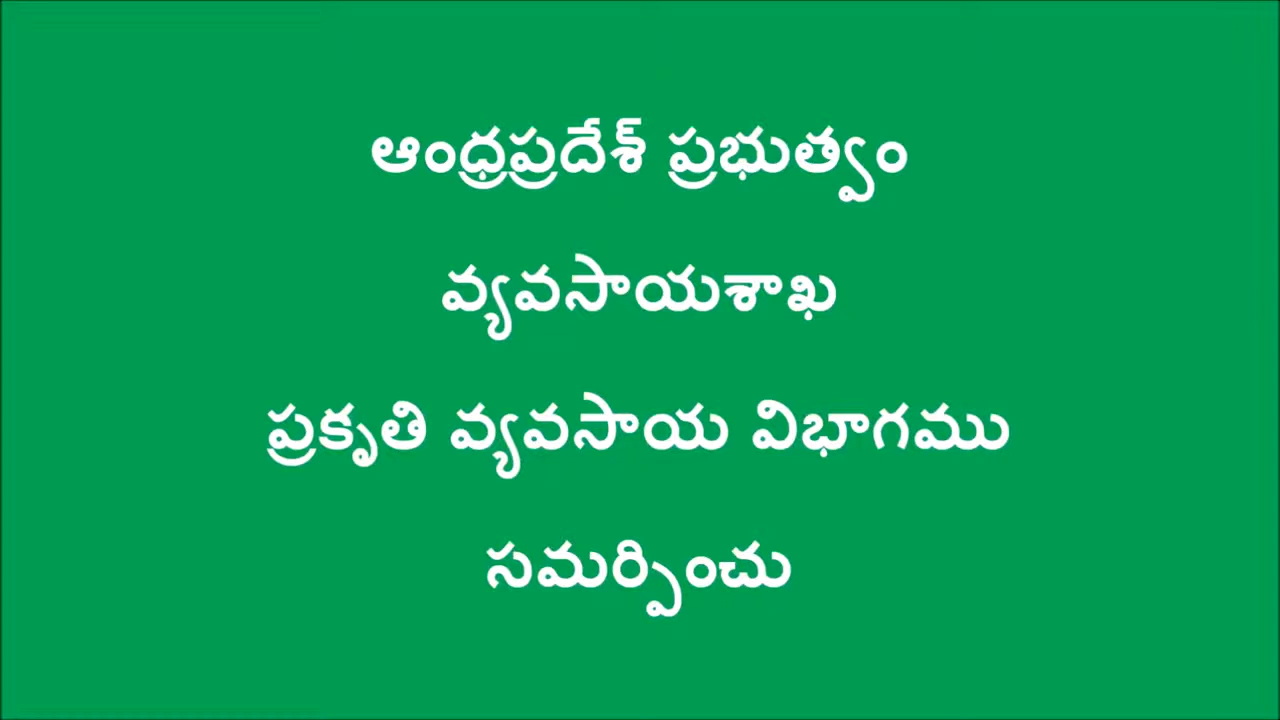 ఆంధ్రప్రదేశ్ ప్రభుత్వం
వ్యవసాయశాఖ
ప్రకృతి వ్యవసాయ విభాగము
సమర్పించు